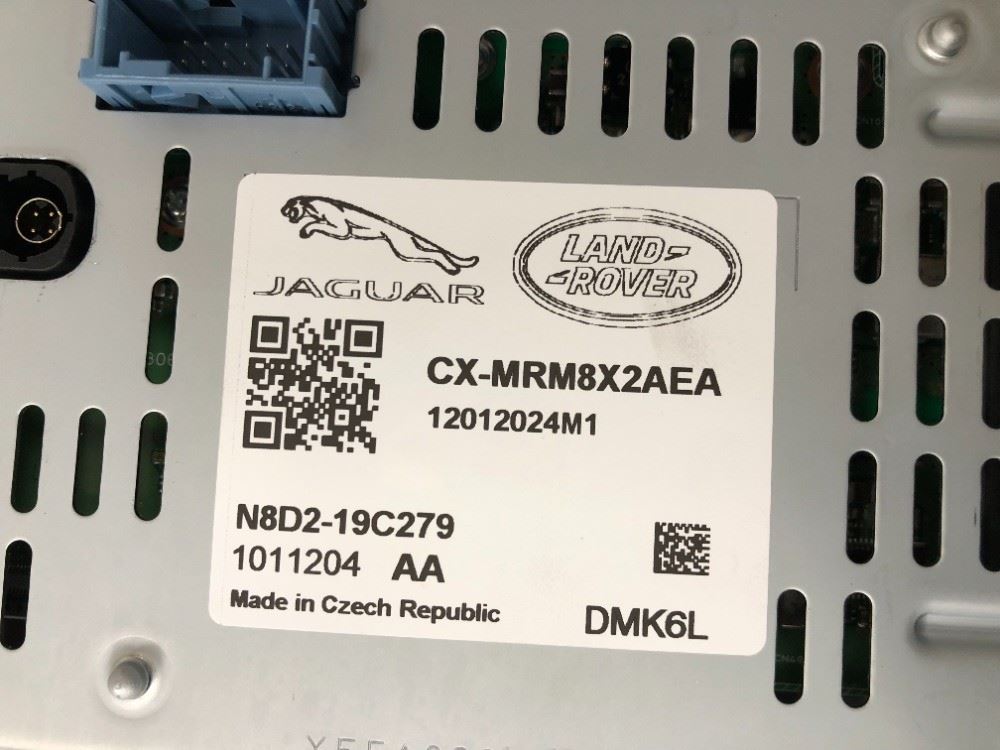 JAGUAR
LAND-
-ROVER
CX-MRM8X2AEA
12012024M1
N8D2-19C279
1011204 AA
Made in Czech Republic
DMK6L